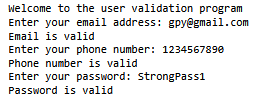 Welcome to the user validation program
Enter your email address: gpy@gmail.com
Email is valid
Enter your phone number: 1234567890
Phone number is valid
Enter your password: StrongPass1
Password is valid